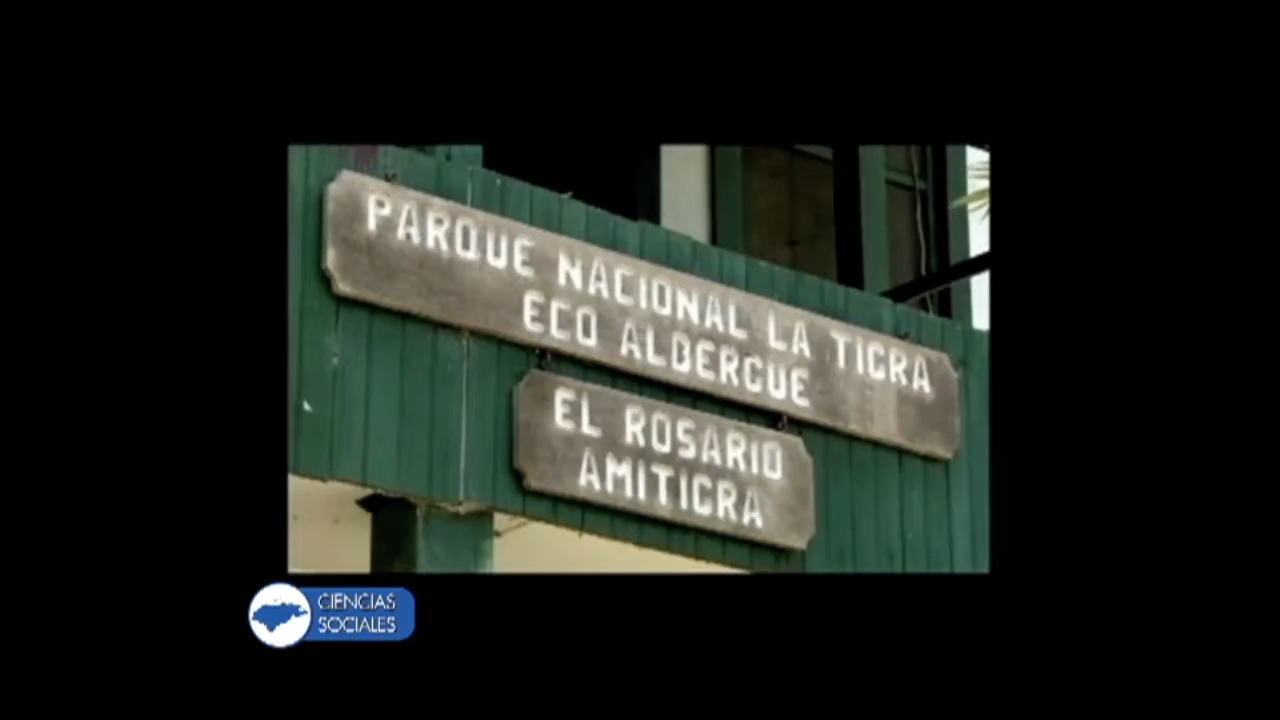 PARQUE NACIONAL LA TIGRA
ECO ALBERGUE
EL ROSARIO
AMITIGRA
CIENCIAS
SOCIALES